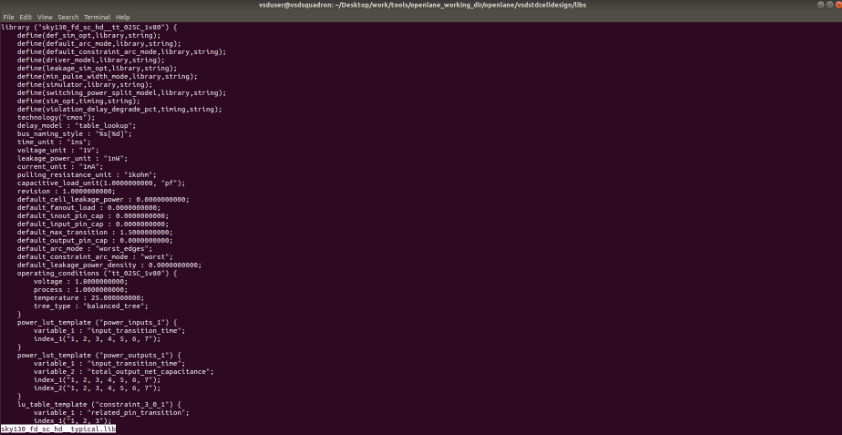 vsduser@vsdsquadron: ~/Desktop/work/tools/openlane_working_dir/openlane/vsdstdcelldesign/libs
File Edit View Search Terminal Help
library ("sky130_fd_sc_hd__tt_025C_1v80") {
    define(def_sim_opt,library,string);
    define(default_arc_mode,library,string);
    define(default_constraint_arc_mode,library,string);
    define(driver_model,library,string);
    define(leakage_sim_opt,library,string);
    define(min_pulse_width_mode,library,string);
    define(simulator,library,string);
    define(switching_power_split_model,library,string);
    define(sim_opt,timing,string);
    define(violation_delay_degrade_pct,timing,string);
    technology("cmos");
    delay_model : "table_lookup";
    bus_naming_style : "%s[%d]";
    time_unit : "1ns";
    voltage_unit : "1V";
    leakage_power_unit : "1nW";
    current_unit : "1mA";
    pulling_resistance_unit : "1kohm";
    capacitive_load_unit(1.0000000000, "pf");
    revision : 1.0000000000;
    default_cell_leakage_power : 0.0000000000;
    default_fanout_load : 0.0000000000;
    default_inout_pin_cap : 0.0000000000;
    default_input_pin_cap : 0.0000000000;
    default_max_transition : 1.5000000000;
    default_output_pin_cap : 0.0000000000;
    default_arc_mode : "worst_edges";
    default_constraint_arc_mode : "worst";
    default_leakage_power_density : 0.0000000000;
    operating_conditions ("tt_025C_1v80") {
        voltage : 1.8000000000;
        process : 1.0000000000;
        temperature : 25.000000000;
        tree_type : "balanced_tree";
    }
    power_lut_template ("power_inputs_1") {
        variable_1 : "input_transition_time";
        index_1("1, 2, 3, 4, 5, 6, 7");
    }
    power_lut_template ("power_outputs_1") {
        variable_1 : "input_transition_time";
        variable_2 : "total_output_net_capacitance";
        index_1("1, 2, 3, 4, 5, 6, 7");
        index_2("1, 2, 3, 4, 5, 6, 7");
    }
    lu_table_template ("constraint_3_0_1") {
        variable_1 : "related_pin_transition";
        index_1("1, 2, 3");
sky130_fd_sc_hd__typical.lib